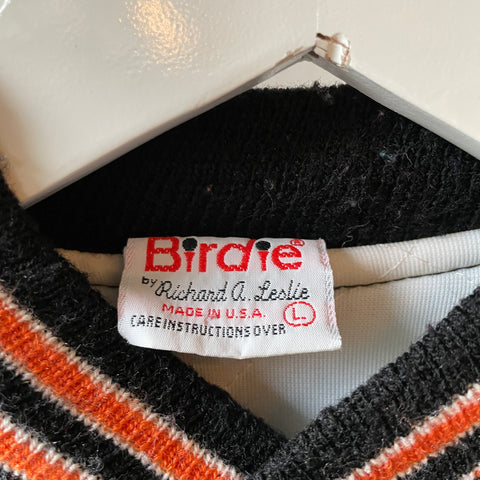 Birdie®
BY Richard A. Leslie
MADE IN U.S.A. L
CARE INSTRUCTIONS OVER